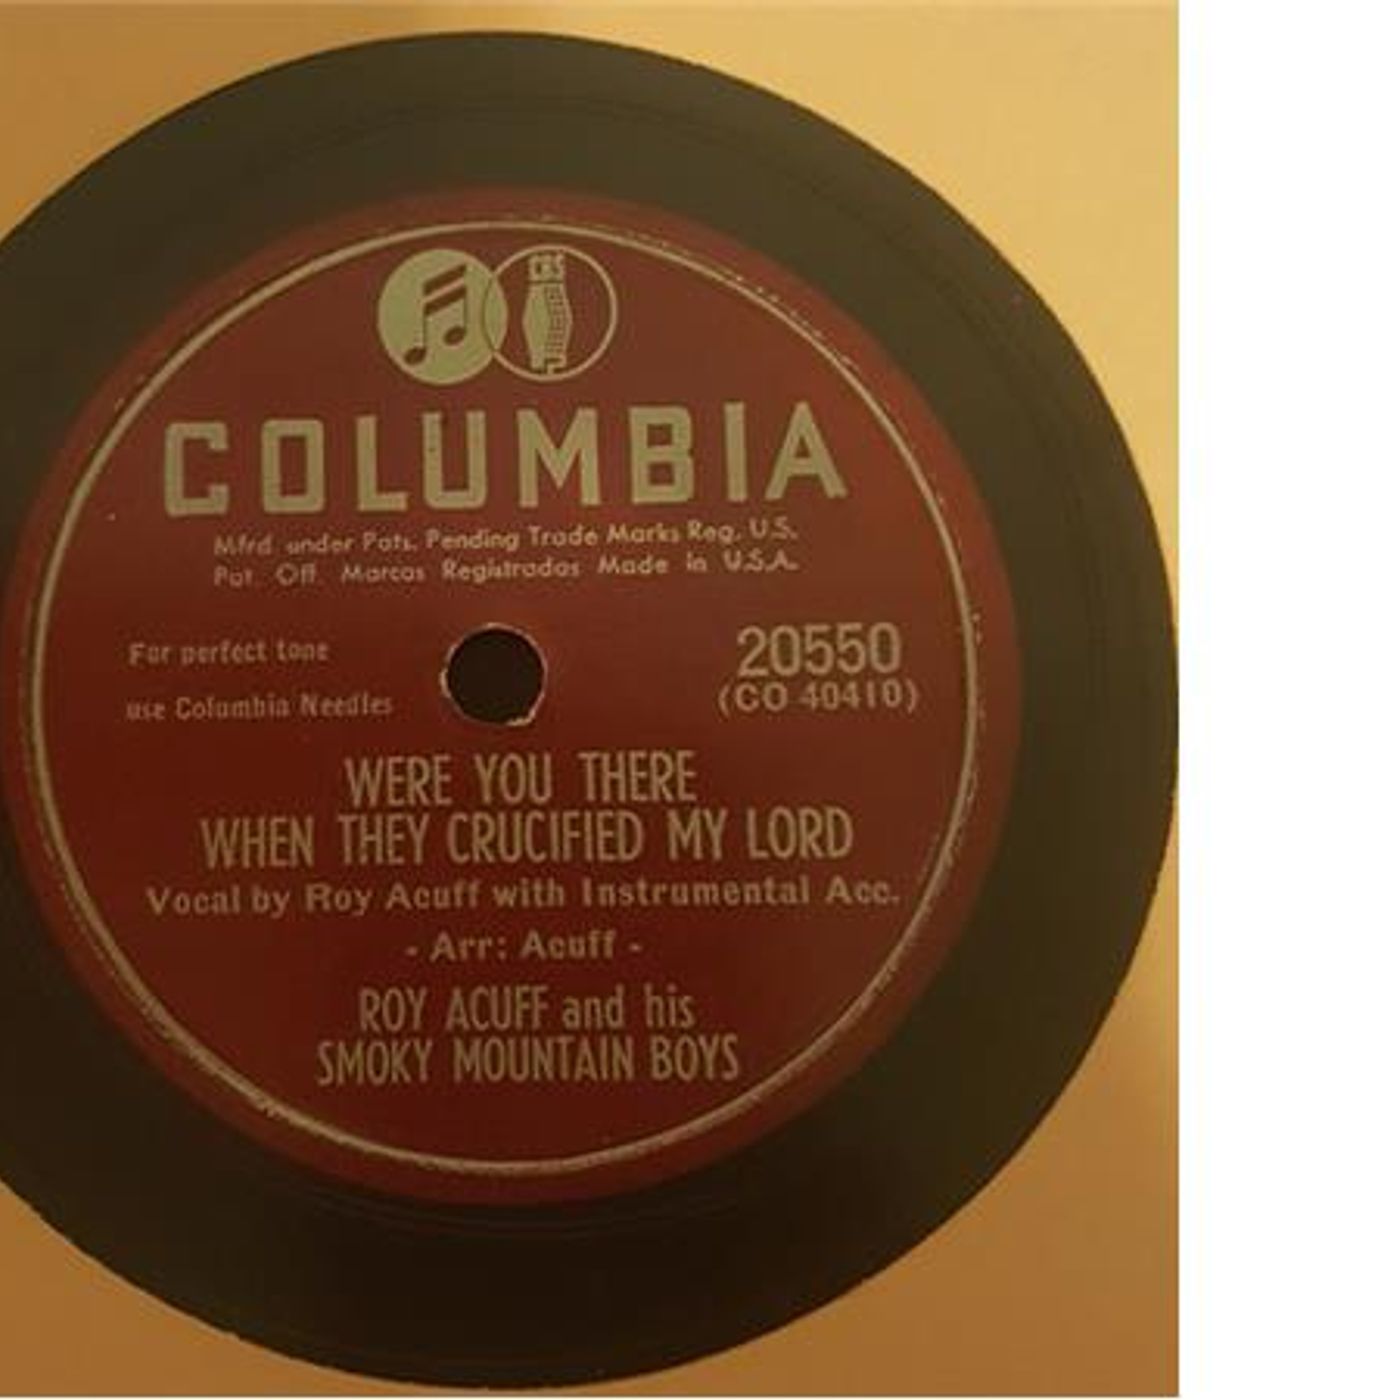 CBS
COLUMBIA
Mfrd. under Pats. Pending Trade Marks Reg. U.S.
Pat. Off. Marcas Registradas Made in U.S.A.
For perfect tone
use Columbia Needles
20550
(CO 40410)
WERE YOU THERE
WHEN THEY CRUCIFIED MY LORD
Vocal by Roy Acuff with Instrumental Acc.
- Arr: Acuff -
ROY ACUFF and his
SMOKY MOUNTAIN BOYS